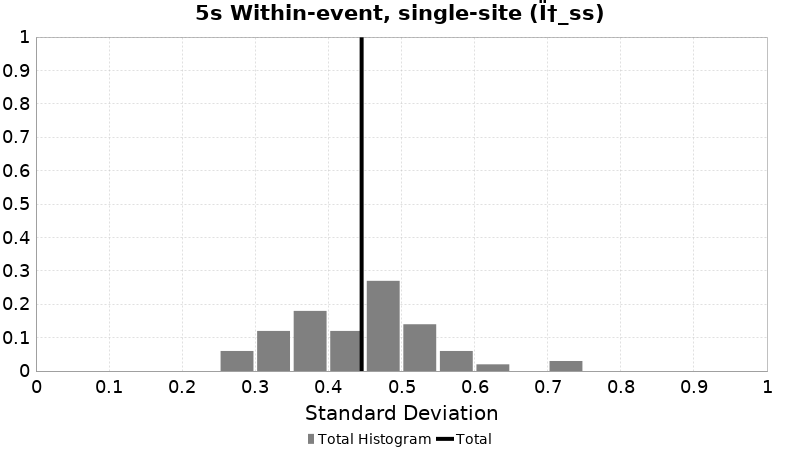 5s Within-event, single-site (Ï†_ss)
1
0.9
0.8
0.7
0.6
0.5
0.4
0.3
0.2
0.1
0
0 0.1 0.2 0.3 0.4 0.5 0.6 0.7 0.8 0.9 1
Standard Deviation
Total Histogram Total